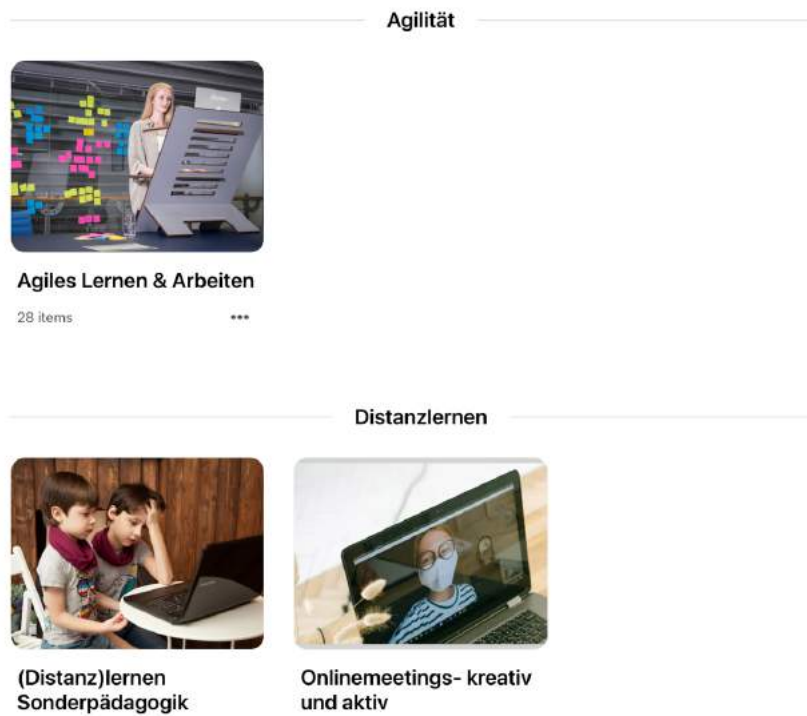 Agilität
Agiles Lernen & Arbeiten
28 items
Distanzlernen
(Distanz)lernen
Sonderpädagogik
Onlinemeetings- kreativ
und aktiv